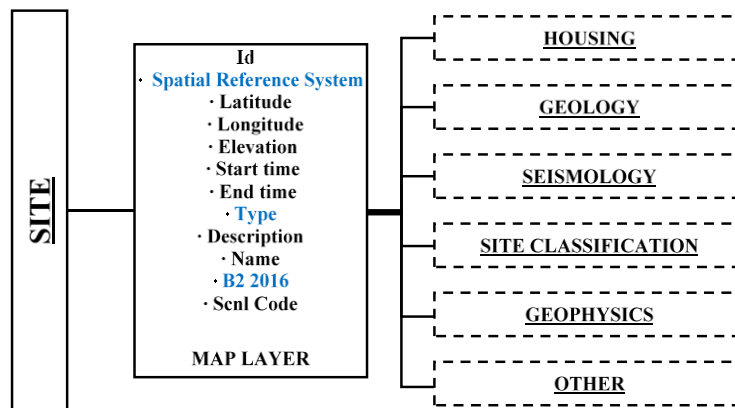 SITE
Id
· Spatial Reference System
· Latitude
· Longitude
· Elevation
· Start time
· End time
· Type
· Description
· Name
· B2 2016
· Scnl Code
MAP LAYER
HOUSING
GEOLOGY
SEISMOLOGY
SITE CLASSIFICATION
GEOPHYSICS
OTHER